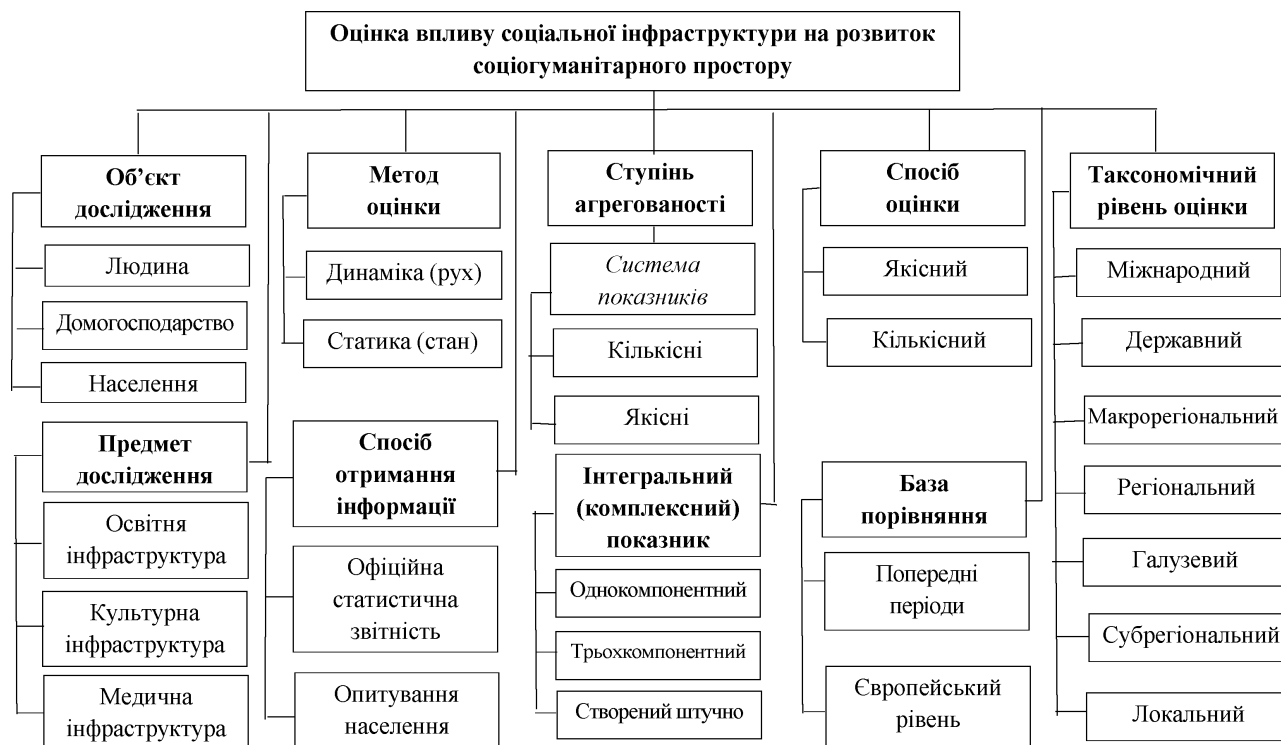 Оцінка впливу соціальної інфраструктури на розвиток
соціогуманітарного простору
Об’єкт
дослідження
Людина
Домогосподарство
Населення
Предмет
дослідження
Освітня
інфраструктура
Культурна
інфраструктура
Медична
інфраструктура
Метод
оцінки
Динаміка (рух)
Статика (стан)
Спосіб
отримання
інформації
Офіційна
статистична
звітність
Опитування
населення
Ступінь
агрегованості
Система
показників
Кількісні
Якісні
Інтегральний
(комплексний)
показник
Однокомпонентний
Трьохкомпонентний
Створений штучно
Спосіб
оцінки
Якісний
Кількісний
База
порівняння
Попередні
періоди
Європейський
рівень
Таксономічний
рівень оцінки
Міжнародний
Державний
Макрорегіональний
Регіональний
Галузевий
Субрегіональний
Локальний